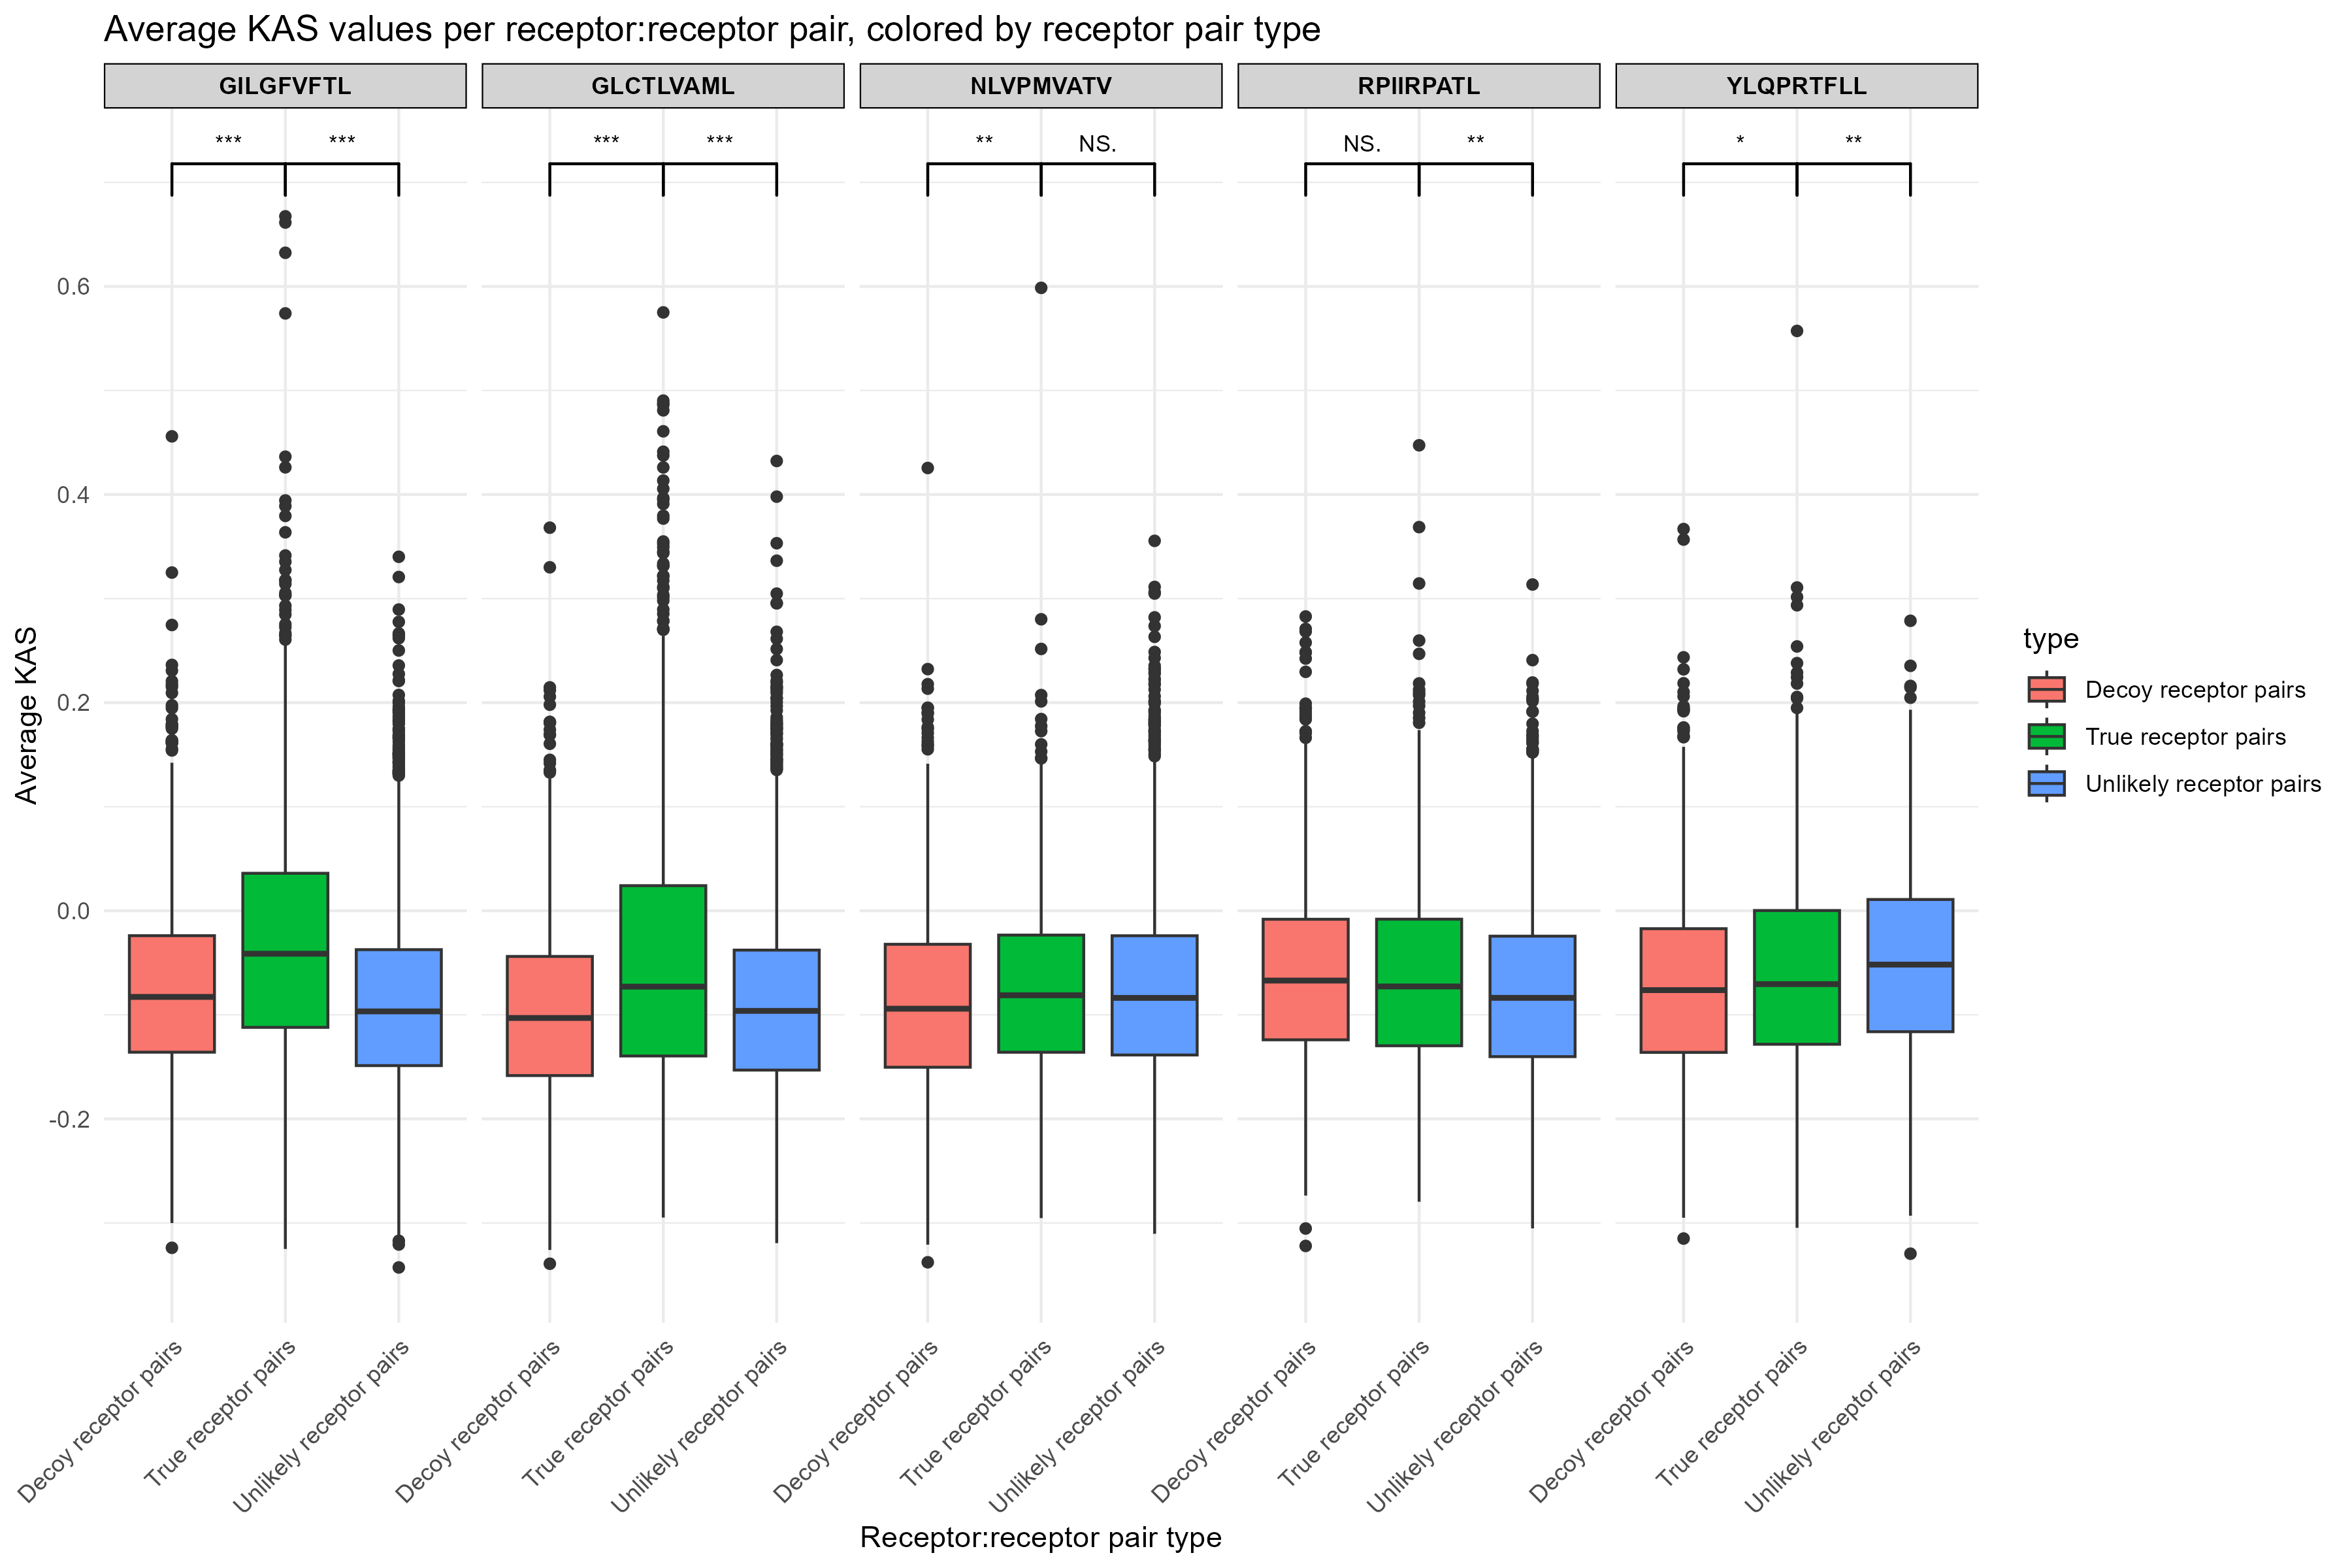 Average KAS values per receptor:receptor pair, colored by receptor pair type
GILGFVFTL GLCTLVAML NLVPMVATV RPIIRPATL YLQPRTFLL
*** *** *** *** ** NS. NS. ** * **
0.6
0.4
0.2
0.0
-0.2
Average KAS
Decoy receptor pairs
True receptor pairs
Unlikely receptor pairs
Decoy receptor pairs
True receptor pairs
Unlikely receptor pairs
Decoy receptor pairs
True receptor pairs
Unlikely receptor pairs
Decoy receptor pairs
True receptor pairs
Unlikely receptor pairs
Decoy receptor pairs
True receptor pairs
Unlikely receptor pairs
Receptor:receptor pair type
type
Decoy receptor pairs
True receptor pairs
Unlikely receptor pairs